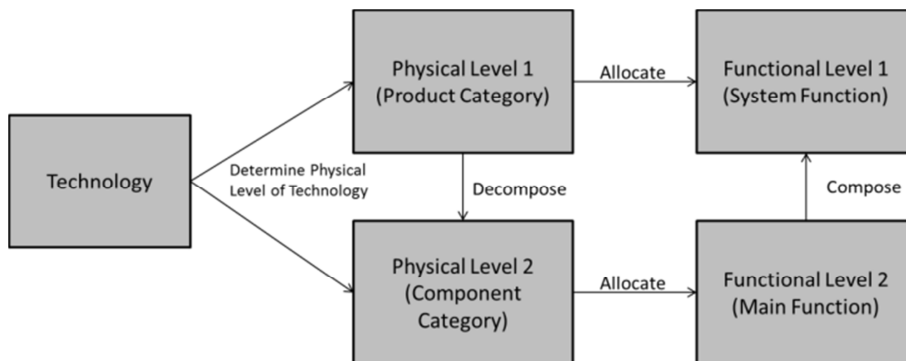 Technology
Determine Physical
Level of Technology
Physical Level 1
(Product Category)
Allocate
Functional Level 1
(System Function)
Decompose
Compose
Physical Level 2
(Component
Category)
Allocate
Functional Level 2
(Main Function)